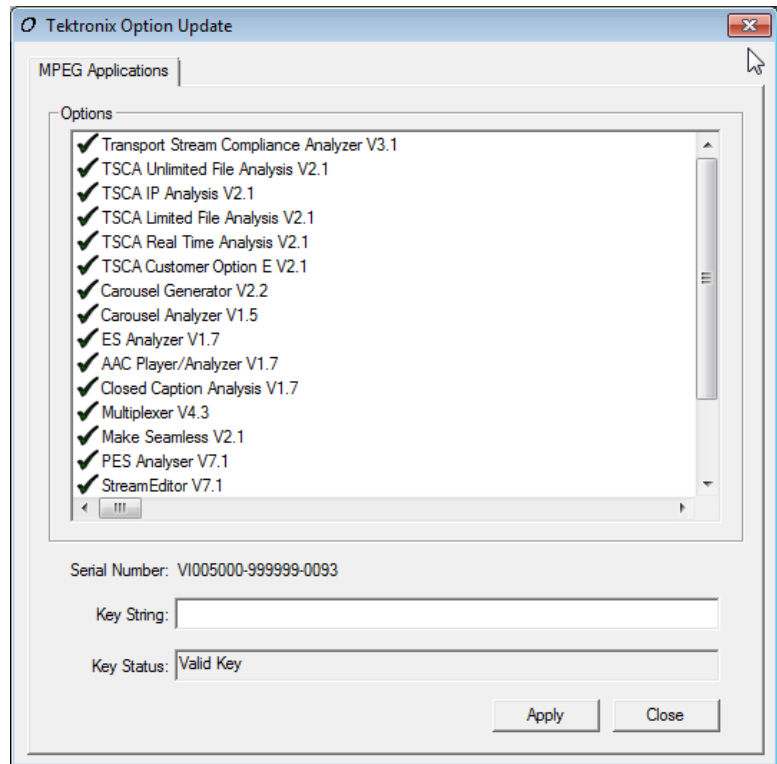 Tektronix Option Update
MPEG Applications
Options
Transport Stream Compliance Analyzer V3.1
TSCA Unlimited File Analysis V2.1
TSCA IP Analysis V2.1
TSCA Limited File Analysis V2.1
TSCA Real Time Analysis V2.1
TSCA Customer Option E V2.1
Carousel Generator V2.2
Carousel Analyzer V1.5
ES Analyzer V1.7
AAC Player/Analyzer V1.7
Closed Caption Analysis V1.7
Multiplexer V4.3
Make Seamless V2.1
PES Analyser V7.1
StreamEditor V7.1
Serial Number: VI005000-999999-0093
Key String:
Key Status: Valid Key
Apply Close